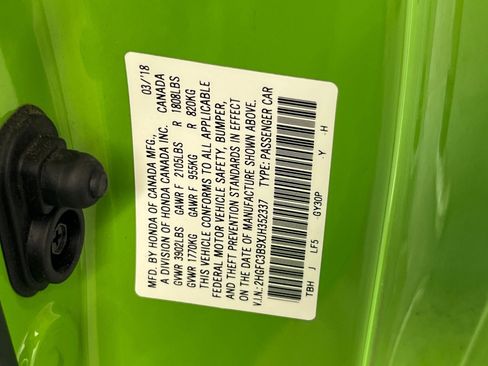 MFD. BY HONDA OF CANADA MFG., 03/'18
A DIVISION OF HONDA CANADA INC. CANADA
GVWR 3902LBS GAWR F 2105LBS R 1808LBS
GVWR 1770KG GAWR F 955KG R 820KG
THIS VEHICLE CONFORMS TO ALL APPLICABLE
FEDERAL MOTOR VEHICLE SAFETY, BUMPER,
AND THEFT PREVENTION STANDARDS IN EFFECT
ON THE DATE OF MANUFACTURE SHOWN ABOVE.
V.I.N.: 2HGFC3B9XJH352337 TYPE: PASSENGER CAR
TBH J LF5 GY30P Y H